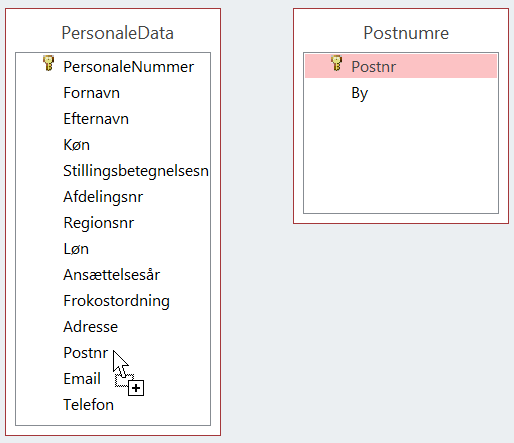 PersonaleData
PersonaleNummer
Fornavn
Efternavn
Køn
Stillingsbetegnelsesn
Afdelingsnr
Regionsnr
Løn
Ansættelsesår
Frokostordning
Adresse
Postnr
Email
Telefon
Postnumre
Postnr
By